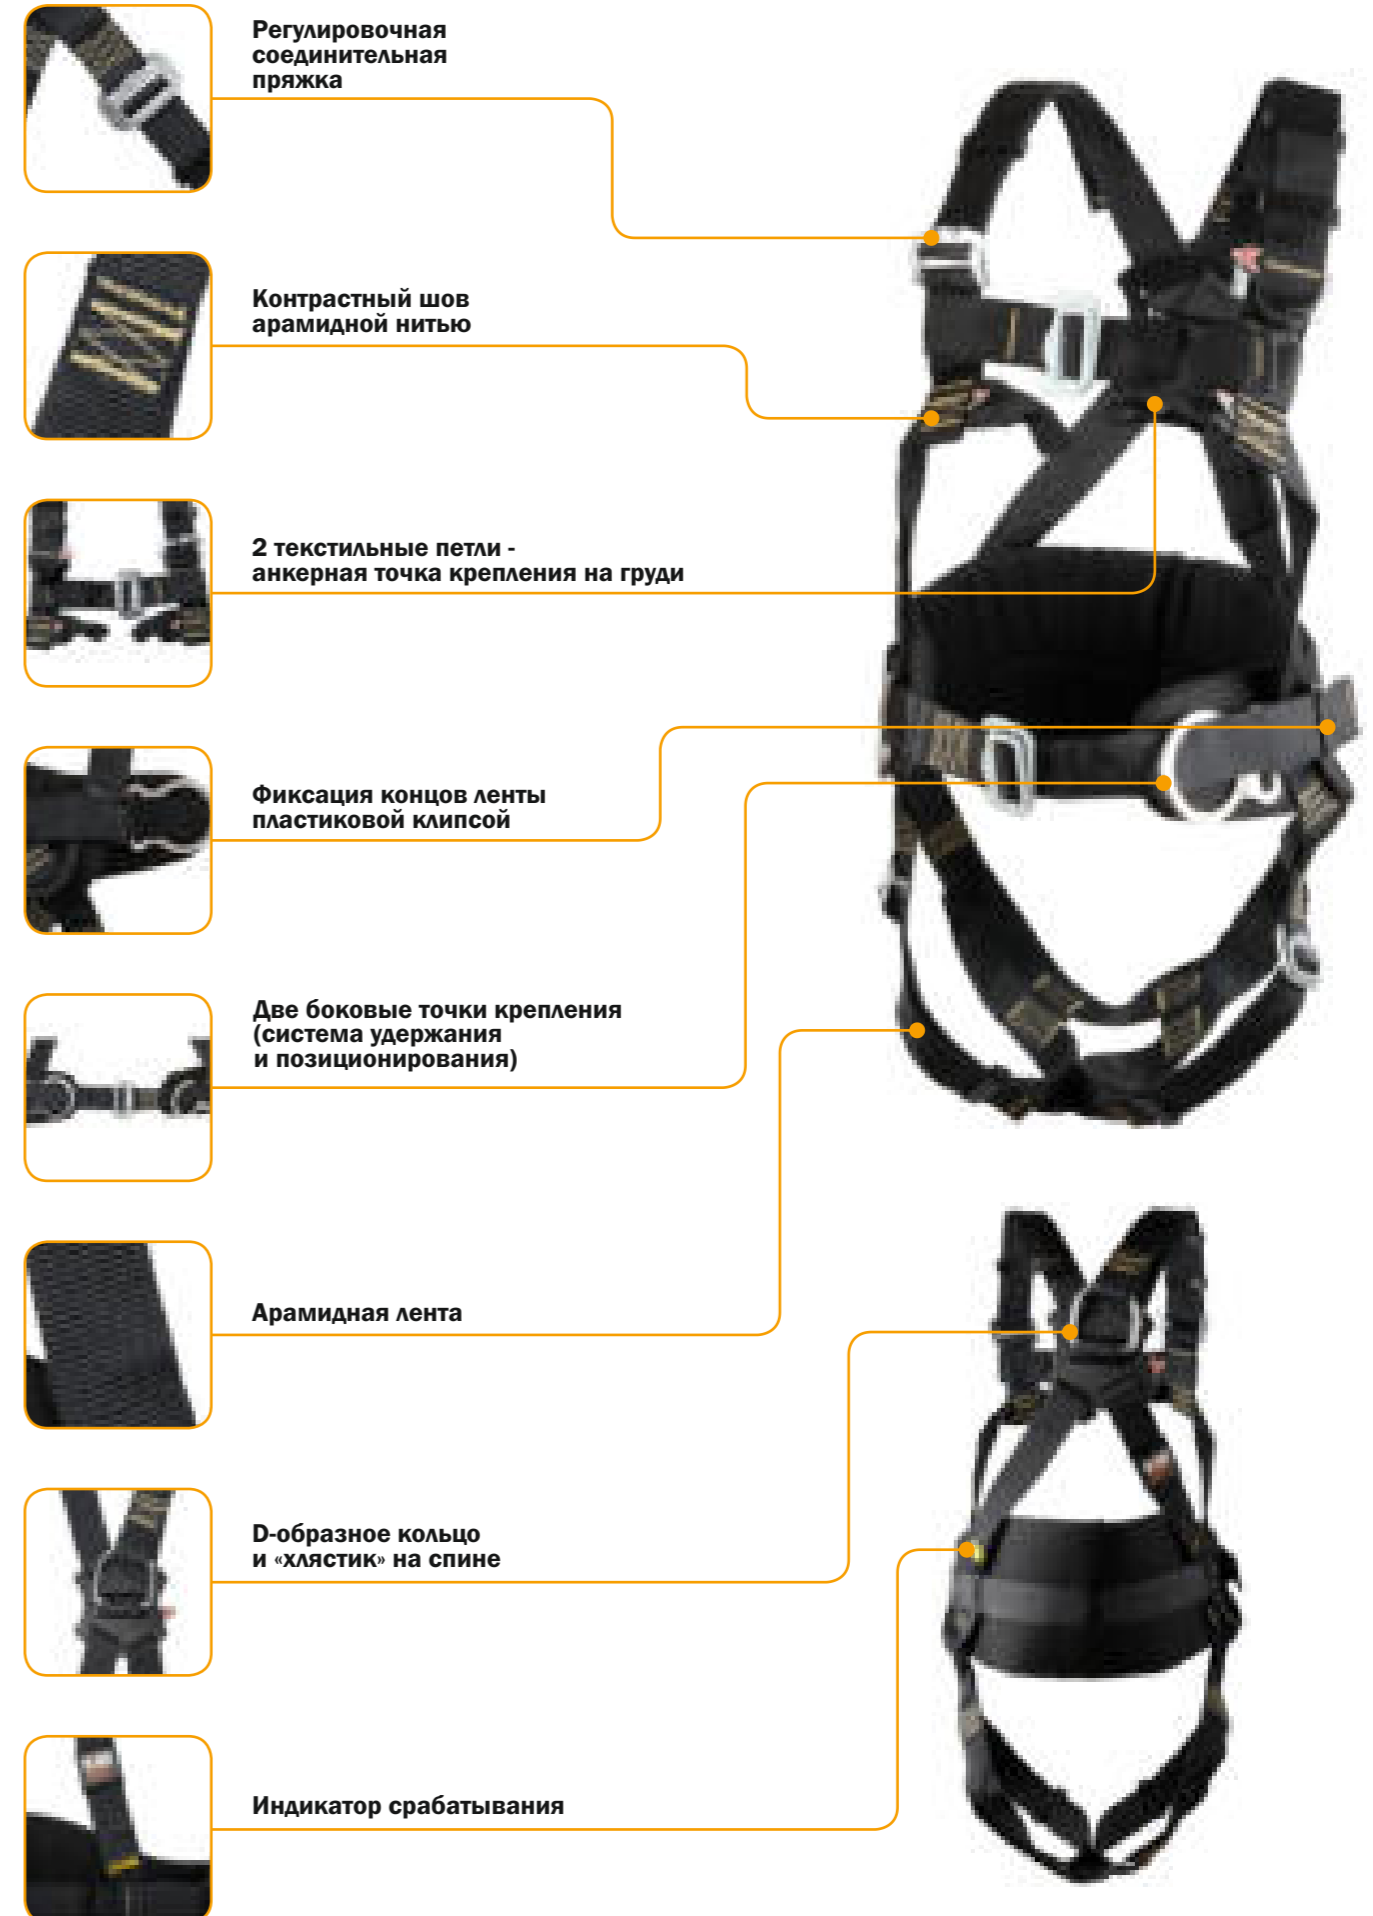 Регулировочная
соединительная
пряжка
Контрастный шов
арамидной нитью
2 текстильные петли -
анкерная точка крепления на груди
Фиксация концов ленты
пластиковой клипсой
Две боковые точки крепления
(система удержания
и позиционирования)
Арамидная лента
D-образное кольцо
и «хлястик» на спине
Индикатор срабатывания